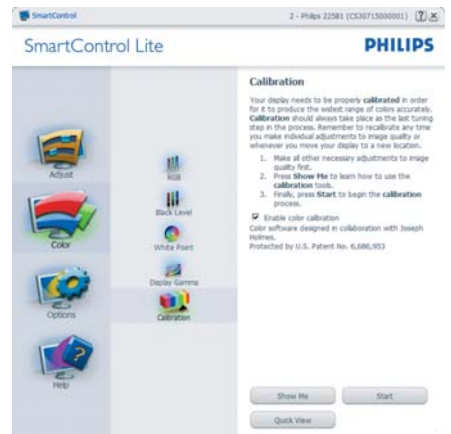 SmartControl
2 - Philips 225B1 (CS30715000001)
SmartControl Lite
PHILIPS
Adjust
Color
Options
Help
RGB
Black Level
White Point
Display Gamma
Calibration
Calibration
Your display needs to be properly calibrated in order
for it to produce the widest range of colors accurately.
Calibration should always take place as the last tuning
step in the process. Remember to recalibrate any time
you make individual adjustments to image quality or
whenever you move your display to a new location.
1. Make all other necessary adjustments to image
quality first.
2. Press Show Me to learn how to use the
calibration tools.
3. Finally, press Start to begin the calibration
process.
Enable color calibration
Color software designed in collaboration with Joseph
Holmes.
Protected by U.S. Patent No. 6,686,953
Show Me
Start
Quick View